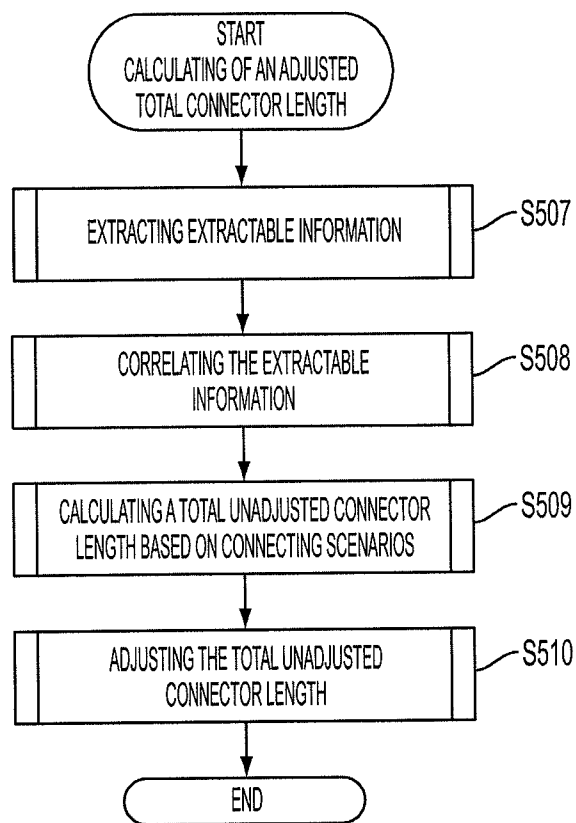 START
CALCULATING OF AN ADJUSTED
TOTAL CONNECTOR LENGTH
EXTRACTING EXTRACTABLE INFORMATION
S507
CORRELATING THE EXTRACTABLE
INFORMATION
S508
CALCULATING A TOTAL UNADJUSTED CONNECTOR
LENGTH BASED ON CONNECTING SCENARIOS
S509
ADJUSTING THE TOTAL UNADJUSTED
CONNECTOR LENGTH
S510
END